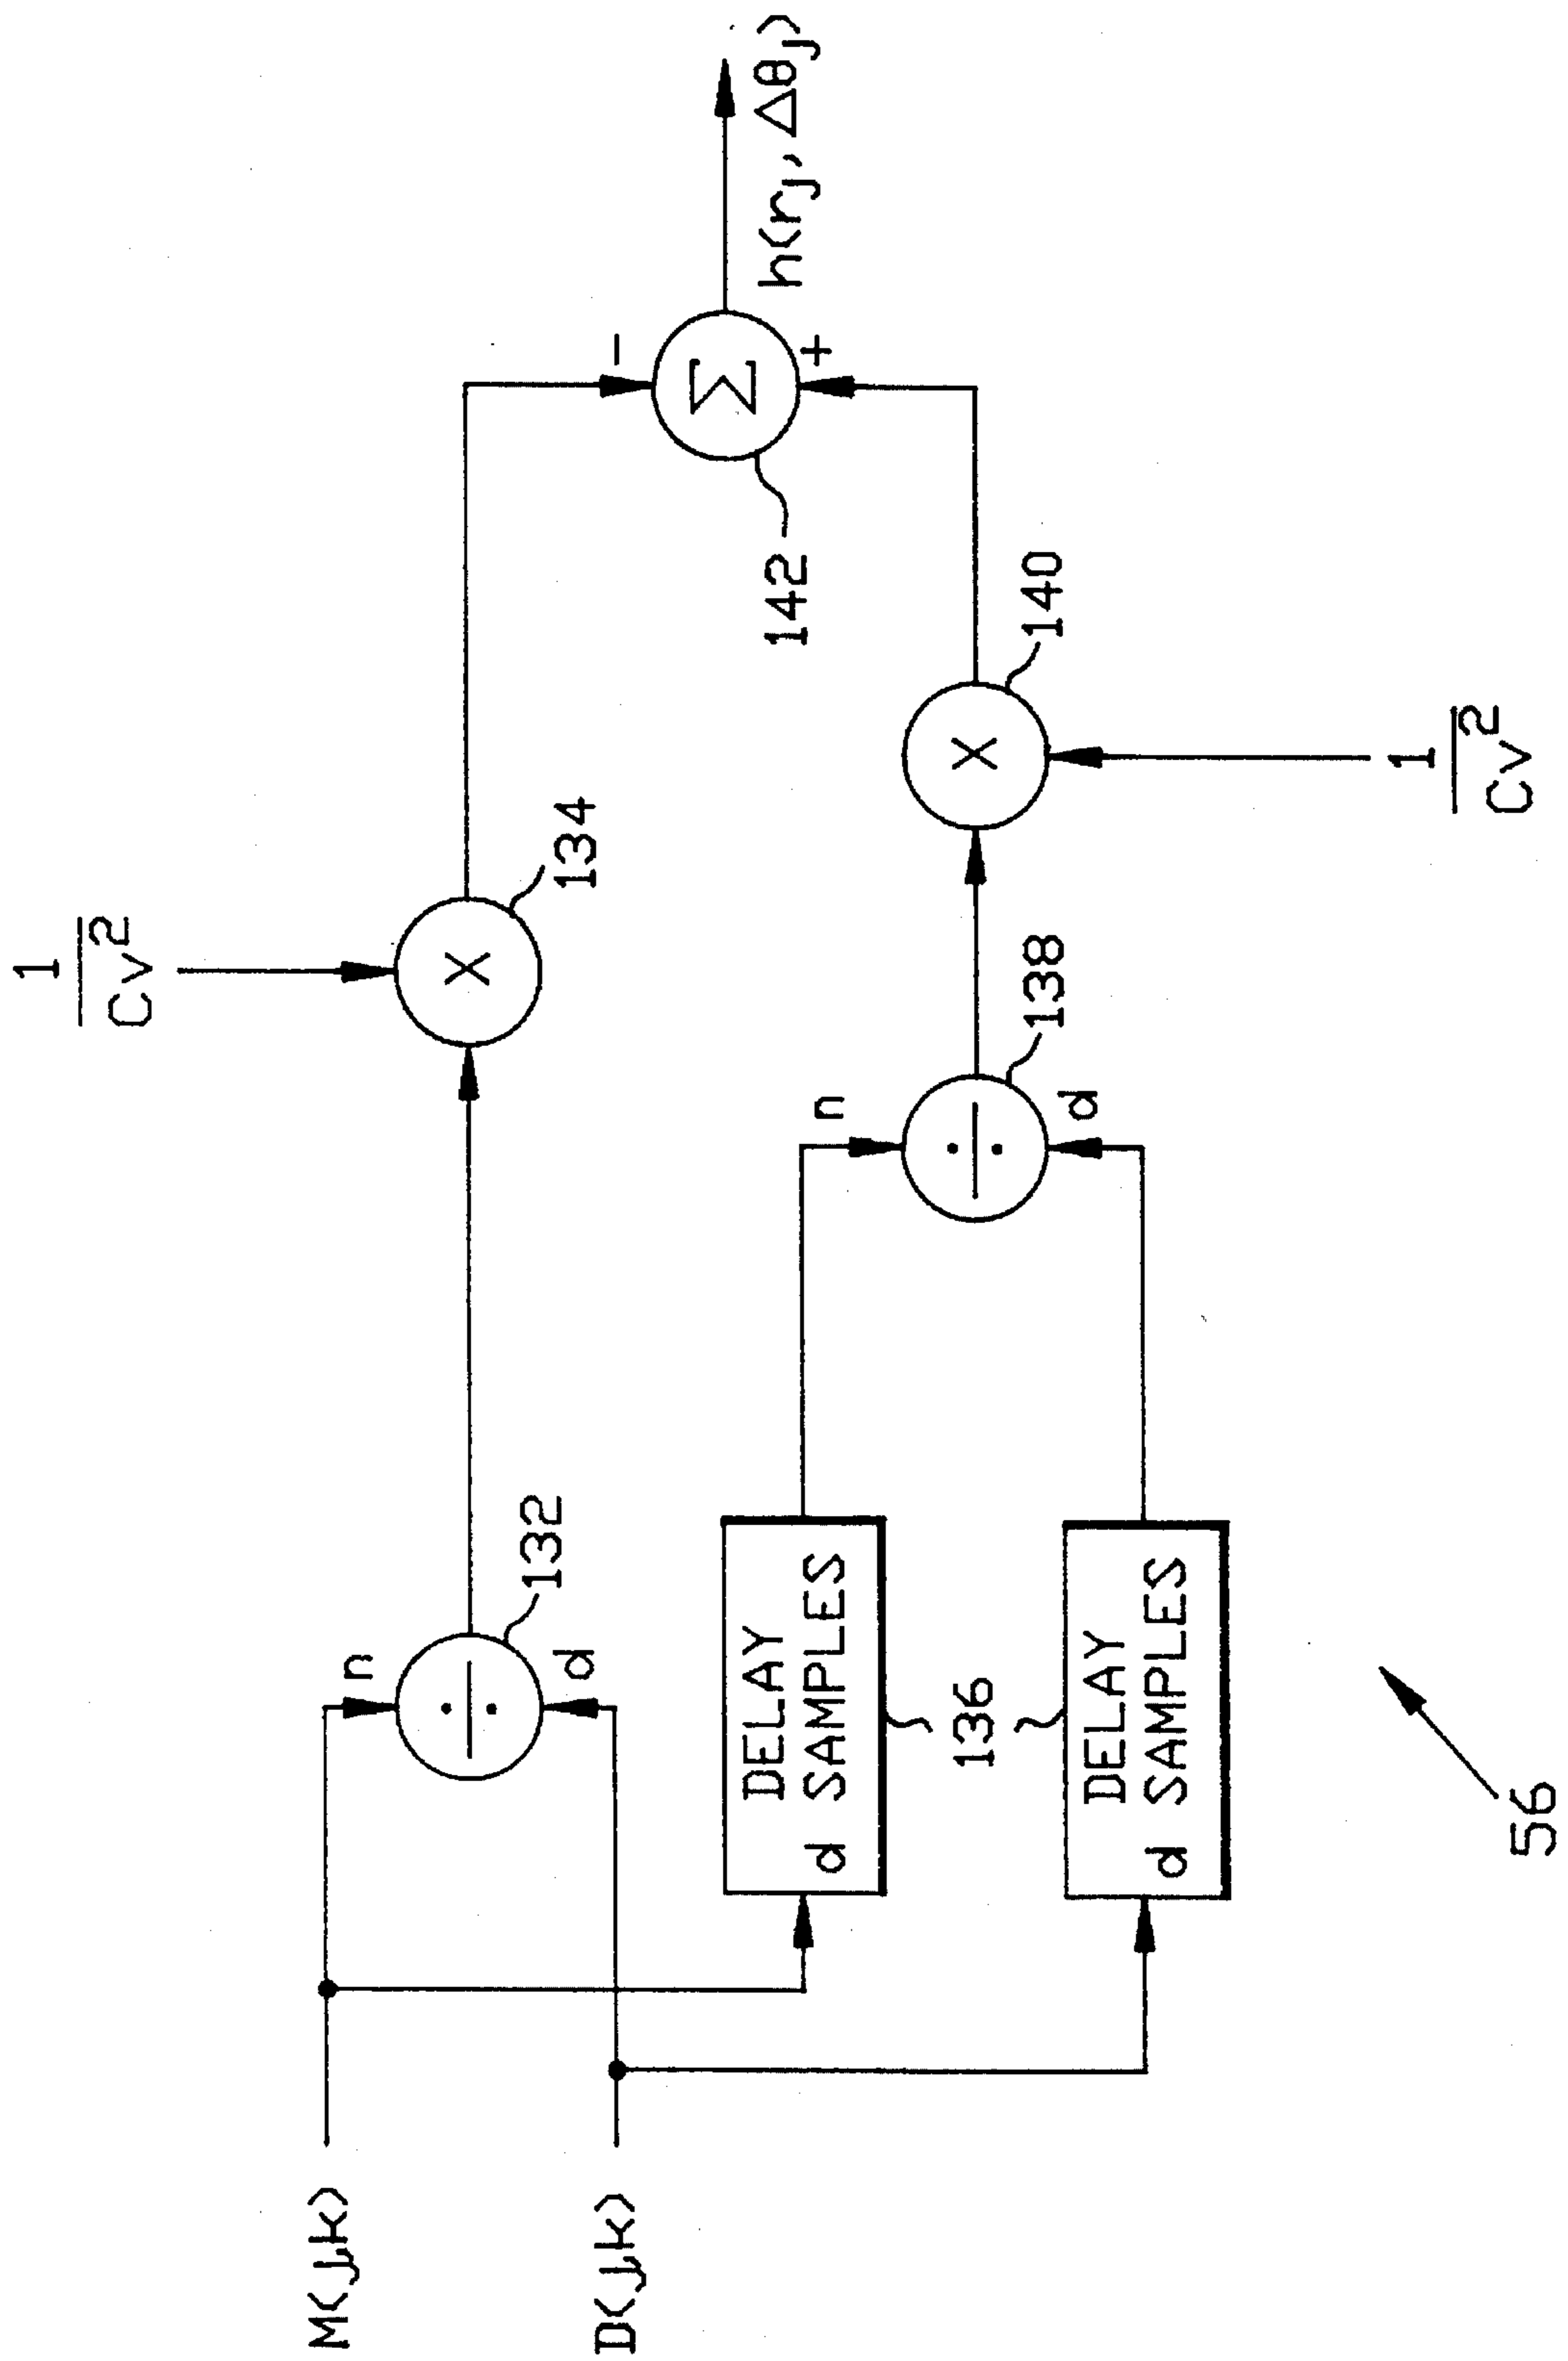 1
Cv²
M(j,k)
n
÷
d
132
X
134
-
Σ
+
142
h(rj, Δθj)
D(j,k)
DELAY
d SAMPLES
136
DELAY
d SAMPLES
n
÷
d
138
X
140
1
Cv²
56